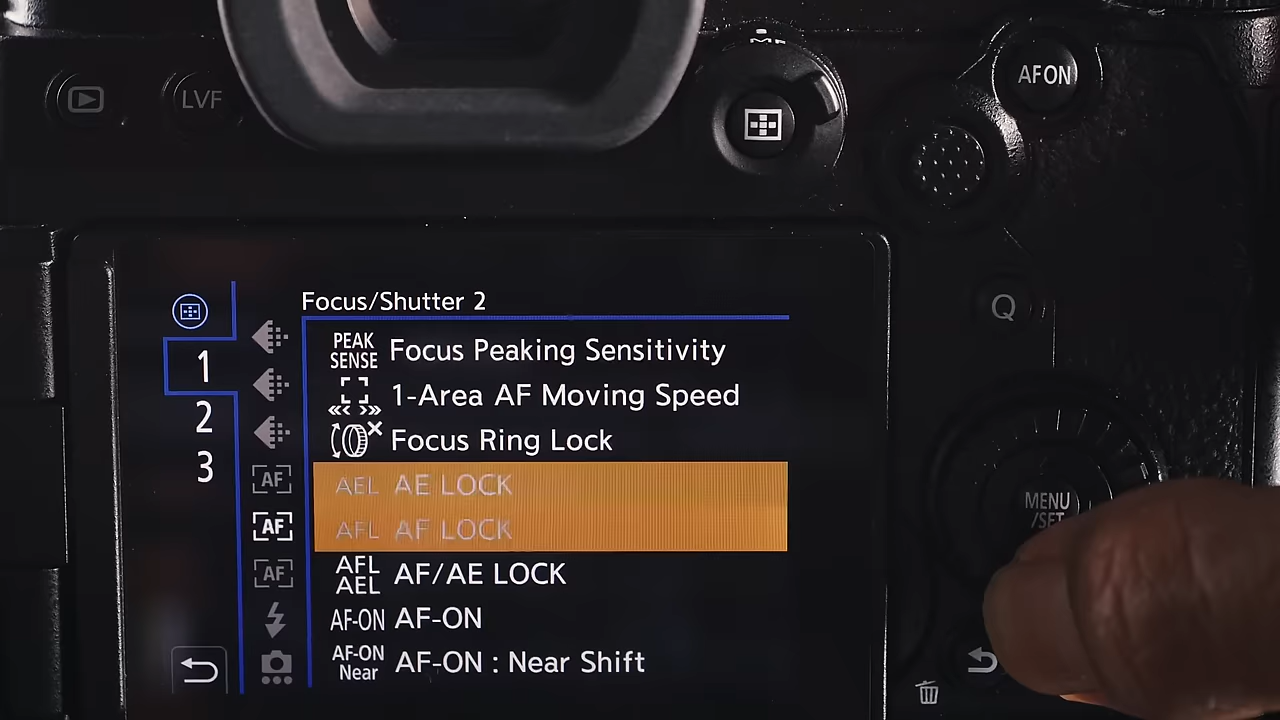 MF
AF ON
LVF
Q
Focus/Shutter 2
1
2
3
PEAK
SENSE
Focus Peaking Sensitivity
1-Area AF Moving Speed
Focus Ring Lock
AEL AE LOCK
AFL AF LOCK
AFL
AEL
AF/AE LOCK
AF-ON AF-ON
AF-ON
Near
AF-ON : Near Shift
AF
AF
AF
MENU
/SET